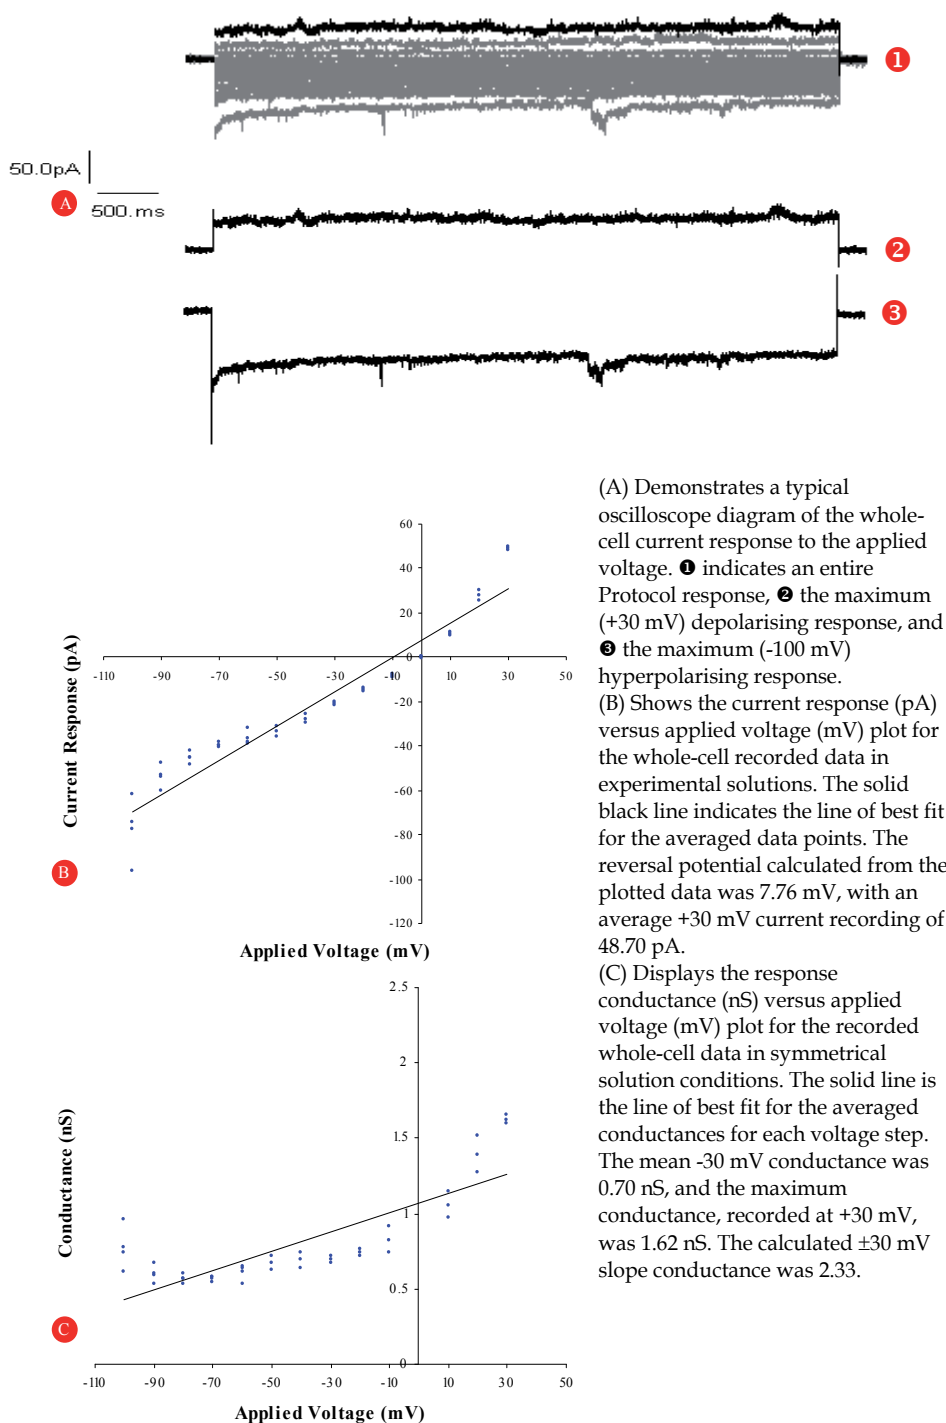 ❶
50.0pA
A
500. ms
❷
❸
(A) Demonstrates a typical
oscilloscope diagram of the whole-
cell current response to the applied
voltage. ❶ indicates an entire
Protocol response, ❷ the maximum
(+30 mV) depolarising response, and
❸ the maximum (-100 mV)
hyperpolarising response.
(B) Shows the current response (pA)
versus applied voltage (mV) plot for
the whole-cell recorded data in
experimental solutions. The solid
black line indicates the line of best fit
for the averaged data points. The
reversal potential calculated from the
plotted data was 7.76 mV, with an
average +30 mV current recording of
48.70 pA.
(C) Displays the response
conductance (nS) versus applied
voltage (mV) plot for the recorded
whole-cell data in symmetrical
solution conditions. The solid line is
the line of best fit for the averaged
conductances for each voltage step.
The mean -30 mV conductance was
0.70 nS, and the maximum
conductance, recorded at +30 mV,
was 1.62 nS. The calculated ±30 mV
slope conductance was 2.33.
60
40
20
0
-20
-40
-60
-80
-100
-120
-110 -90 -70 -50 -30 -10 10 30 50
Current Response (pA)
B
Applied Voltage (mV)
2.5
2
1.5
1
0.5
0
Conductance (nS)
C
-110 -90 -70 -50 -30 -10 10 30 50
Applied Voltage (mV)